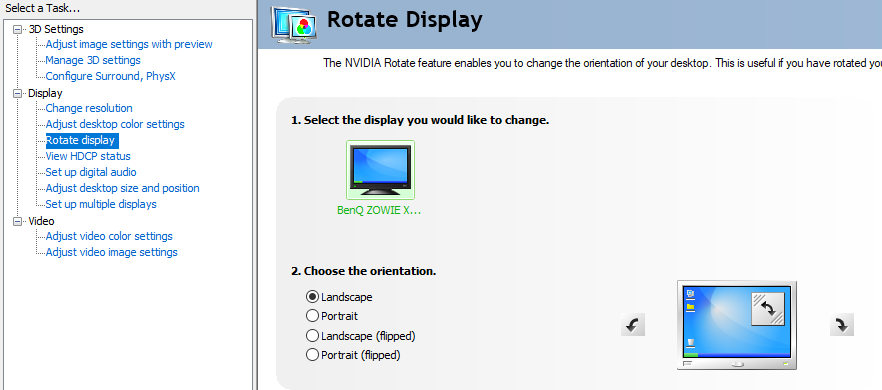 Select a Task...
3D Settings
Adjust image settings with preview
Manage 3D settings
Configure Surround, PhysX
Display
Change resolution
Adjust desktop color settings
Rotate display
View HDCP status
Set up digital audio
Adjust desktop size and position
Set up multiple displays
Video
Adjust video color settings
Adjust video image settings
Rotate Display
The NVIDIA Rotate feature enables you to change the orientation of your desktop. This is useful if you have rotated you
1. Select the display you would like to change.
BenQ ZOWIE X...
2. Choose the orientation.
Landscape
Portrait
Landscape (flipped)
Portrait (flipped)